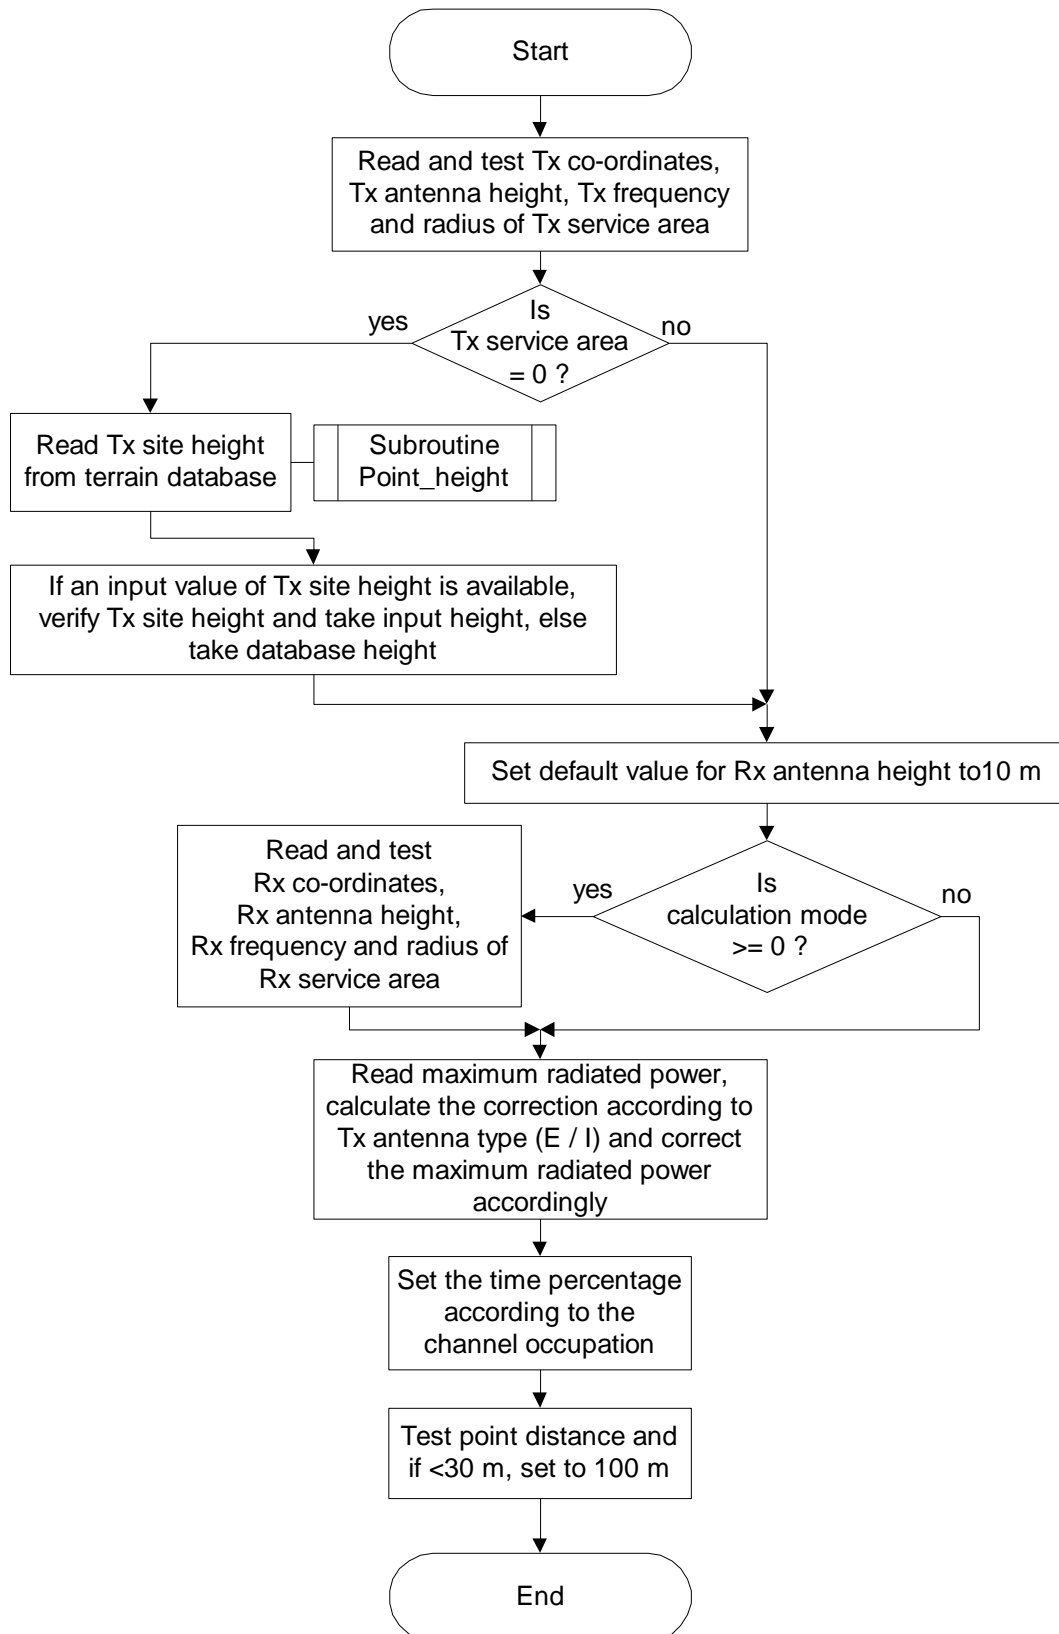 Start
Read and test Tx co-ordinates,
Tx antenna height, Tx frequency
and radius of Tx service area
Is
Tx service area
= 0 ?
yes
no
Read Tx site height
from terrain database
Subroutine
Point_height
If an input value of Tx site height is available,
verify Tx site height and take input height, else
take database height
Set default value for Rx antenna height to10 m
Is
calculation mode
>= 0 ?
yes
no
Read and test
Rx co-ordinates,
Rx antenna height,
Rx frequency and radius of
Rx service area
Read maximum radiated power,
calculate the correction according to
Tx antenna type (E / I) and correct
the maximum radiated power
accordingly
Set the time percentage
according to the
channel occupation
Test point distance and
if <30 m, set to 100 m
End